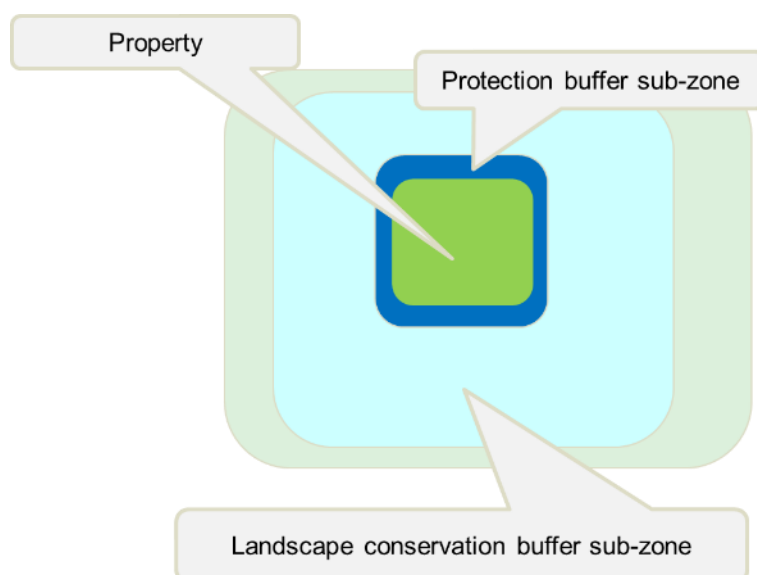 Property
Protection buffer sub-zone
Landscape conservation buffer sub-zone